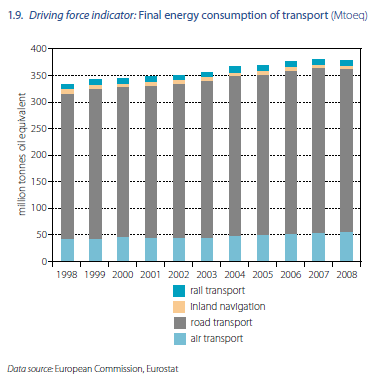 1.9. Driving force indicator: Final energy consumption of transport (Mtoeq)
million tonnes oil equivalent
400
350
300
250
200
150
100
50
0
1998 1999 2000 2001 2002 2003 2004 2005 2006 2007 2008
rail transport
inland navigation
road transport
air transport
Data source: European Commission, Eurostat